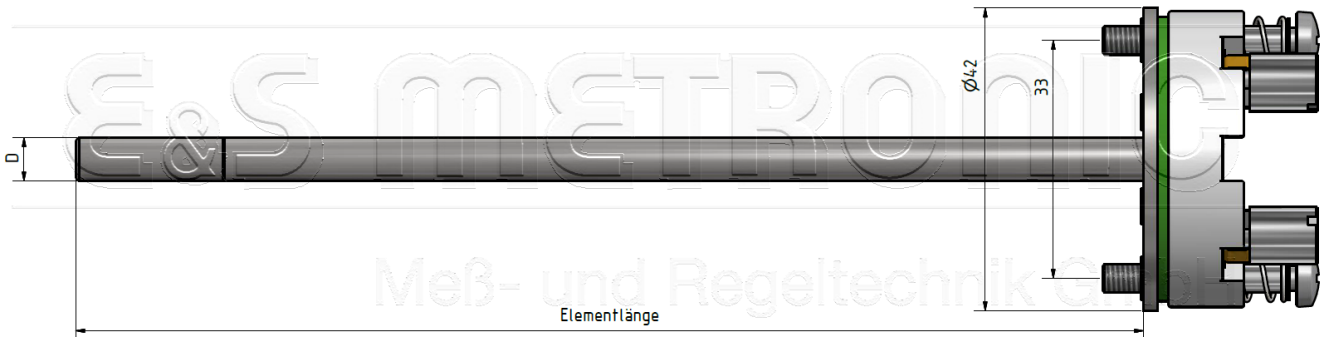 E&S METRONIC
Ø42
33
D
Meß- und Regeltechnik GmbH
Elementlänge